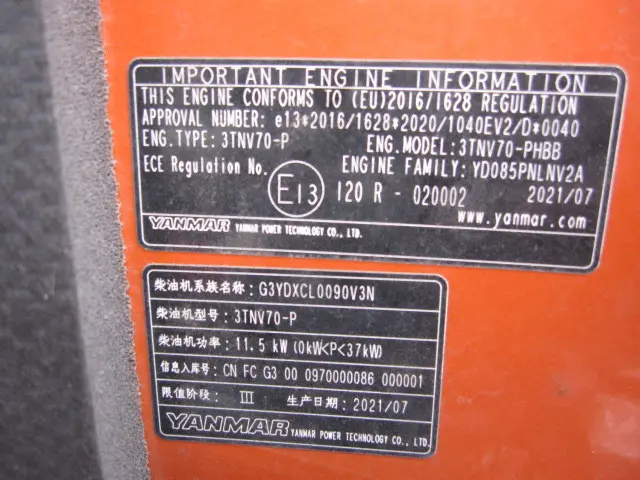 IMPORTANT ENGINE INFORMATION
THIS ENGINE CONFORMS TO (EU)2016/1628 REGULATION
APPROVAL NUMBER: e13*2016/1628*2020/1040EV2/D*0040
ENG.TYPE: 3TNV70-P ENG.MODEL: 3TNV70-PHBB
ECE Regulation No. ENGINE FAMILY: YD085PNLNV2A
E13 120 R - 020002 2021/07
www.yanmar.com
YANMAR YANMAR POWER TECHNOLOGY CO., LTD.
柴油机系族名称: G3YDXCL0090V3N
柴油机型号: 3TNV70-P
柴油机功率: 11.5 kW (0kW<P<37kW)
信息入库号: CN FC G3 00 0970000086 000001
限值阶段: III 生产日期: 2021/07
YANMAR YANMAR POWER TECHNOLOGY CO., LTD.